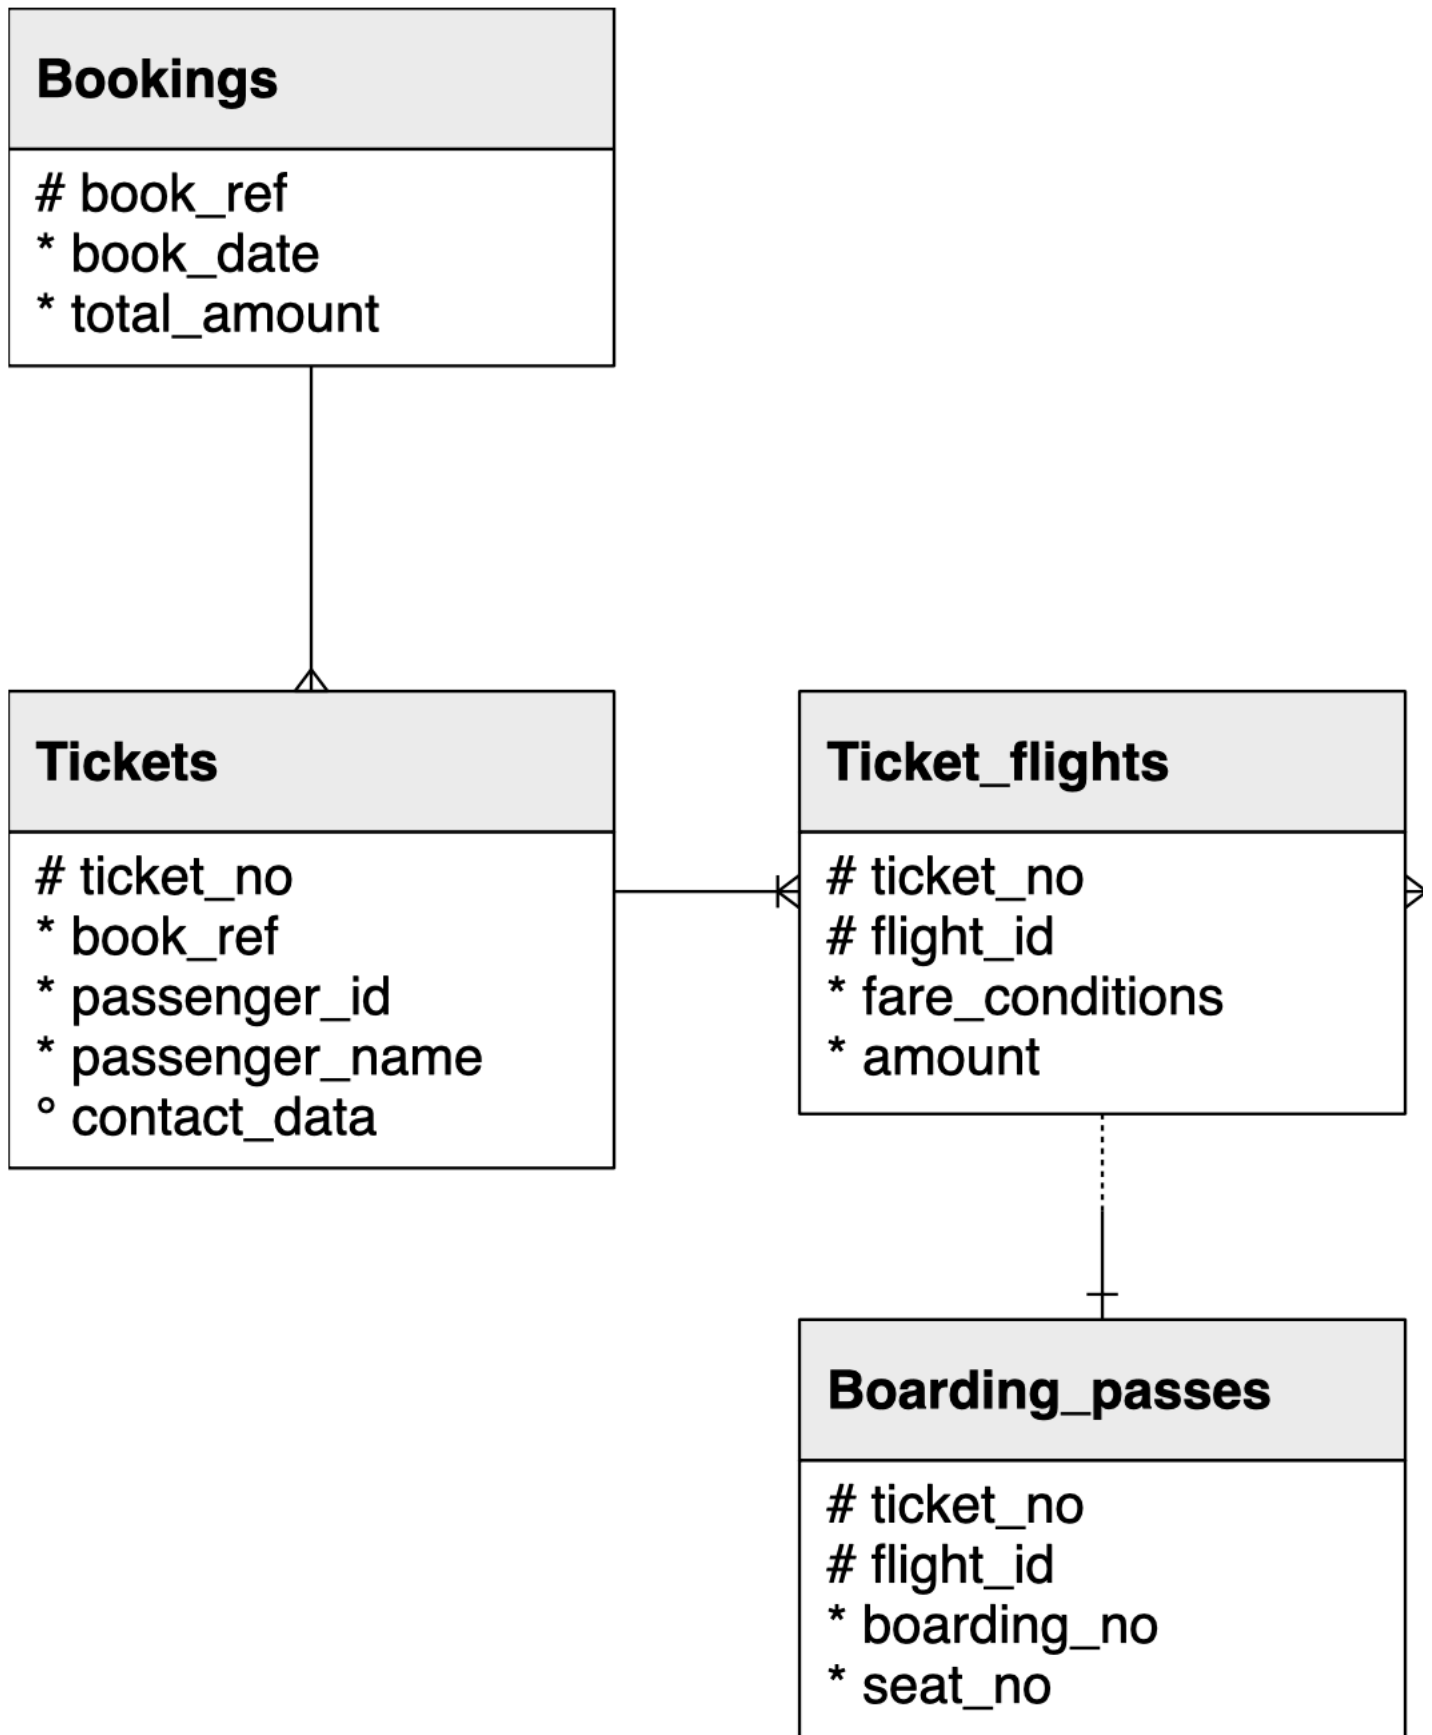 Bookings
# book_ref
* book_date
* total_amount
Tickets
# ticket_no
* book_ref
* passenger_id
* passenger_name
° contact_data
Ticket_flights
# ticket_no
# flight_id
* fare_conditions
* amount
Boarding_passes
# ticket_no
# flight_id
* boarding_no
* seat_no